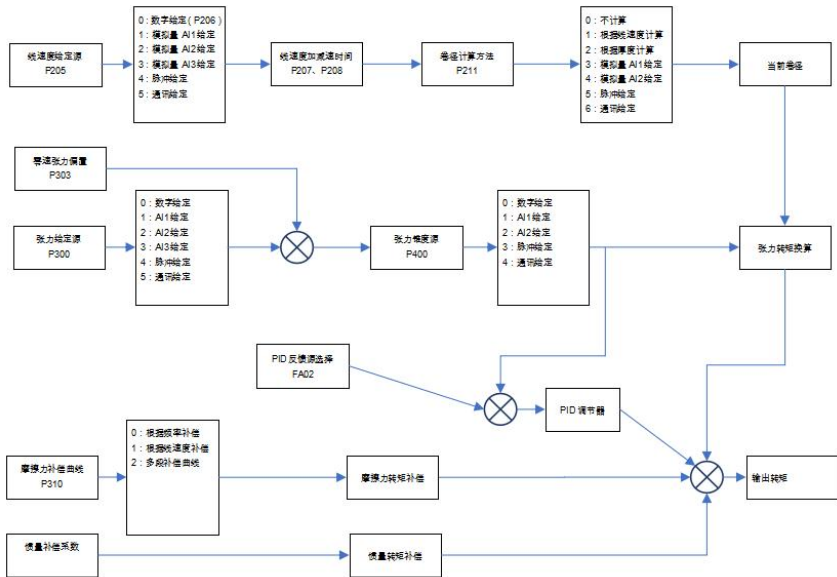 线速度给定源
P205
0：数字给定（P206）
1：模拟量 AI1给定
2：模拟量 AI2给定
3：模拟量 AI3给定
4：脉冲给定
5：通讯给定
线速度加减速时间
P207、P208
卷径计算方法
P211
0：不计算
1：根据线速度计算
2：根据厚度计算
3：模拟量 AI1给定
4：模拟量 AI2给定
5：脉冲给定
6：通讯给定
当前卷径
零速张力偏置
P303
张力给定源
P300
0：数字给定
1：AI1给定
2：AI2给定
3：AI3给定
4：脉冲给定
5：通讯给定
张力锥度源
P400
0：数字给定
1：AI1给定
2：AI2给定
3：脉冲给定
4：通讯给定
张力转矩换算
PID 反馈源选择
FA02
PID 调节器
摩擦力补偿曲线
P310
0：根据频率补偿
1：根据线速度补偿
2：多段补偿曲线
摩擦力转矩补偿
输出转矩
惯量补偿系数
惯量转矩补偿